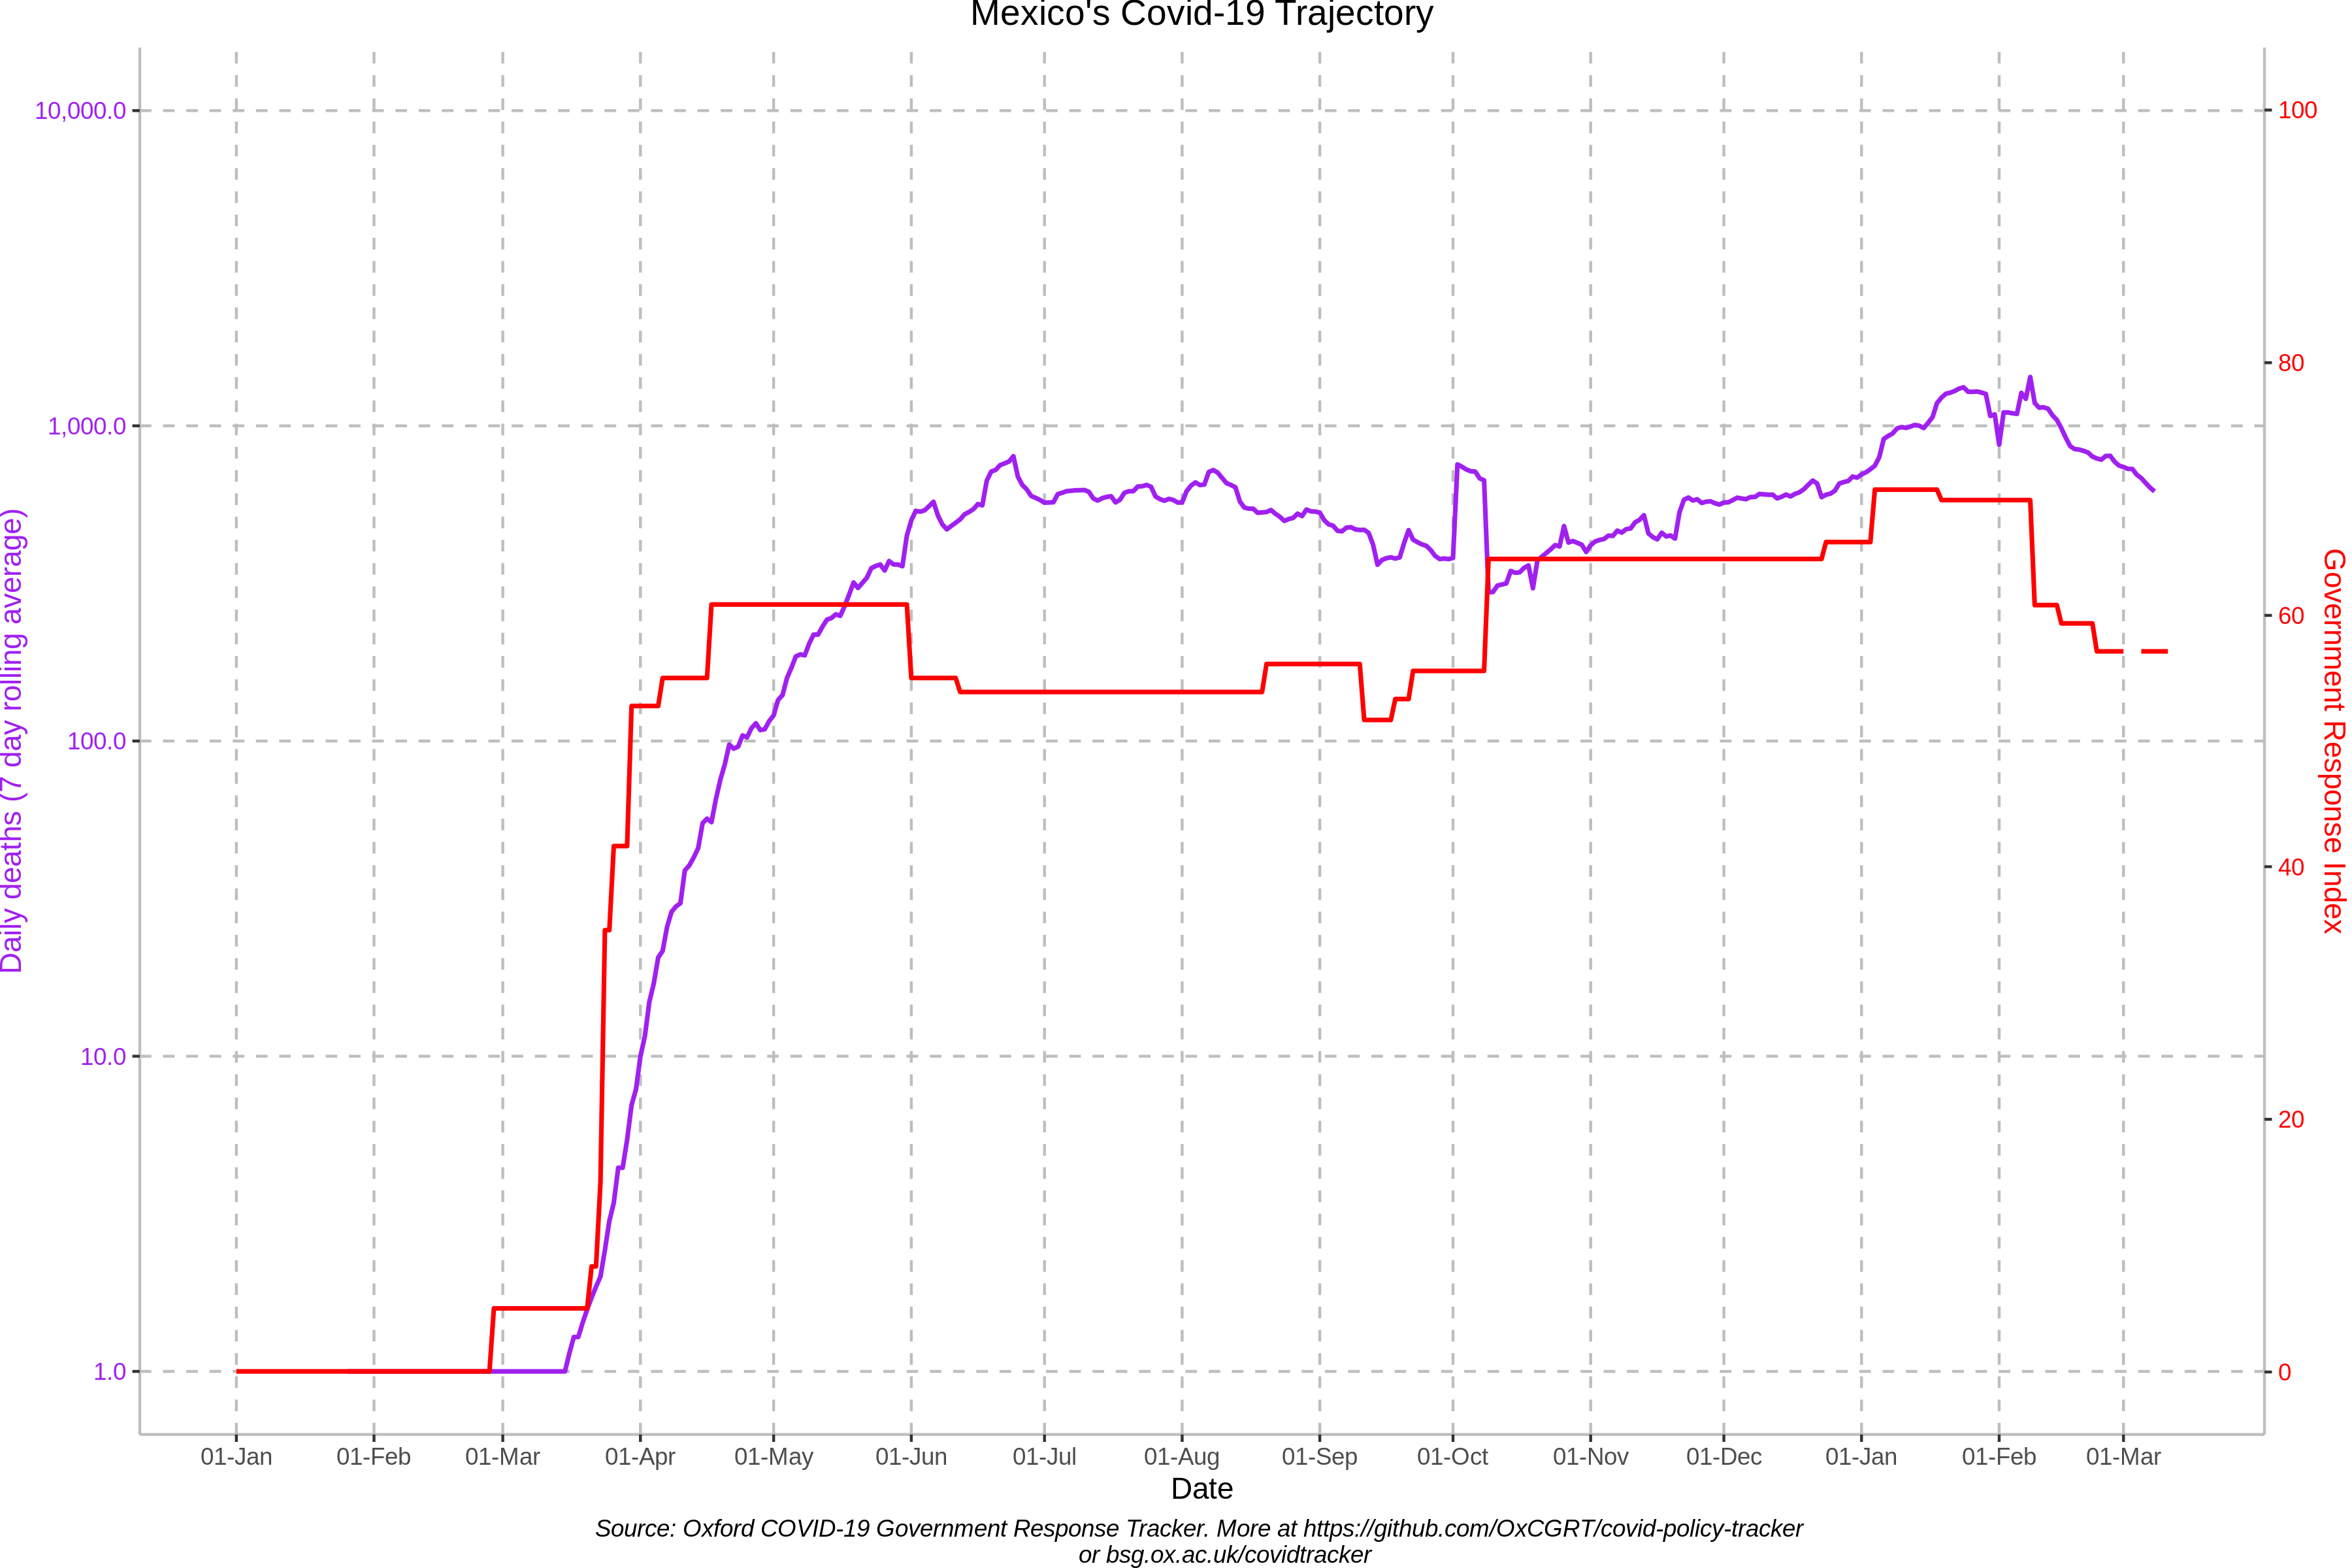 Mexico's Covid-19 Trajectory
10,000.0
1,000.0
100.0
10.0
1.0
Daily deaths (7 day rolling average)
100
80
60
40
20
0
Government Response Index
01-Jan
01-Feb
01-Mar
01-Apr
01-May
01-Jun
01-Jul
01-Aug
01-Sep
01-Oct
01-Nov
01-Dec
01-Jan
01-Feb
01-Mar
Date
Source: Oxford COVID-19 Government Response Tracker. More at https://github.com/OxCGRT/covid-policy-tracker
or bsg.ox.ac.uk/covidtracker